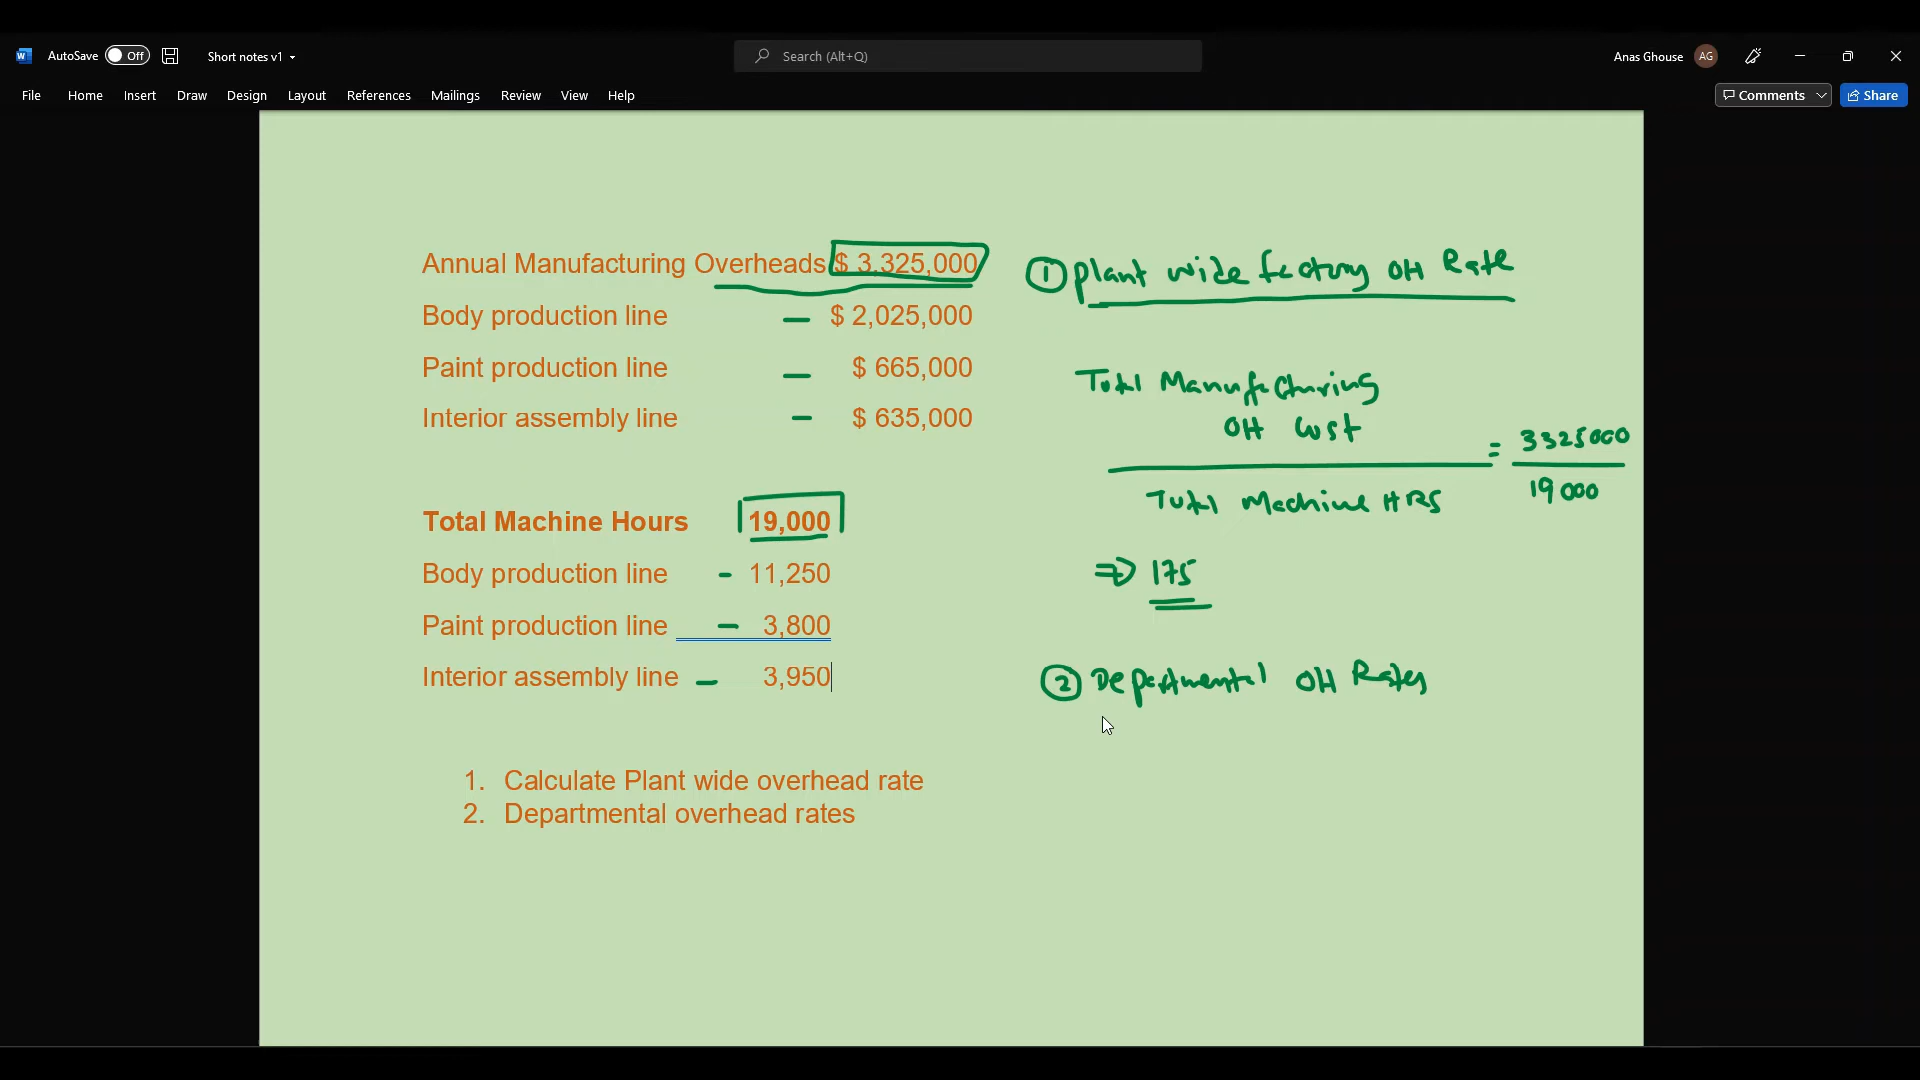 AutoSave Off Short notes v1 Search (Alt+Q) Anas Ghouse AG
File Home Insert Draw Design Layout References Mailings Review View Help Comments Share
Annual Manufacturing Overheads $ 3,325,000
Body production line – $ 2,025,000
Paint production line – $ 665,000
Interior assembly line – $ 635,000
Total Machine Hours 19,000
Body production line - 11,250
Paint production line – 3,800
Interior assembly line – 3,950
1. Calculate Plant wide overhead rate
2. Departmental overhead rates
① plant wide factory OH Rate
Total Manufacturing
OH Cost
= 3325000
Total Machine HRS
19000
⇒ 175
② Departmental OH Rates